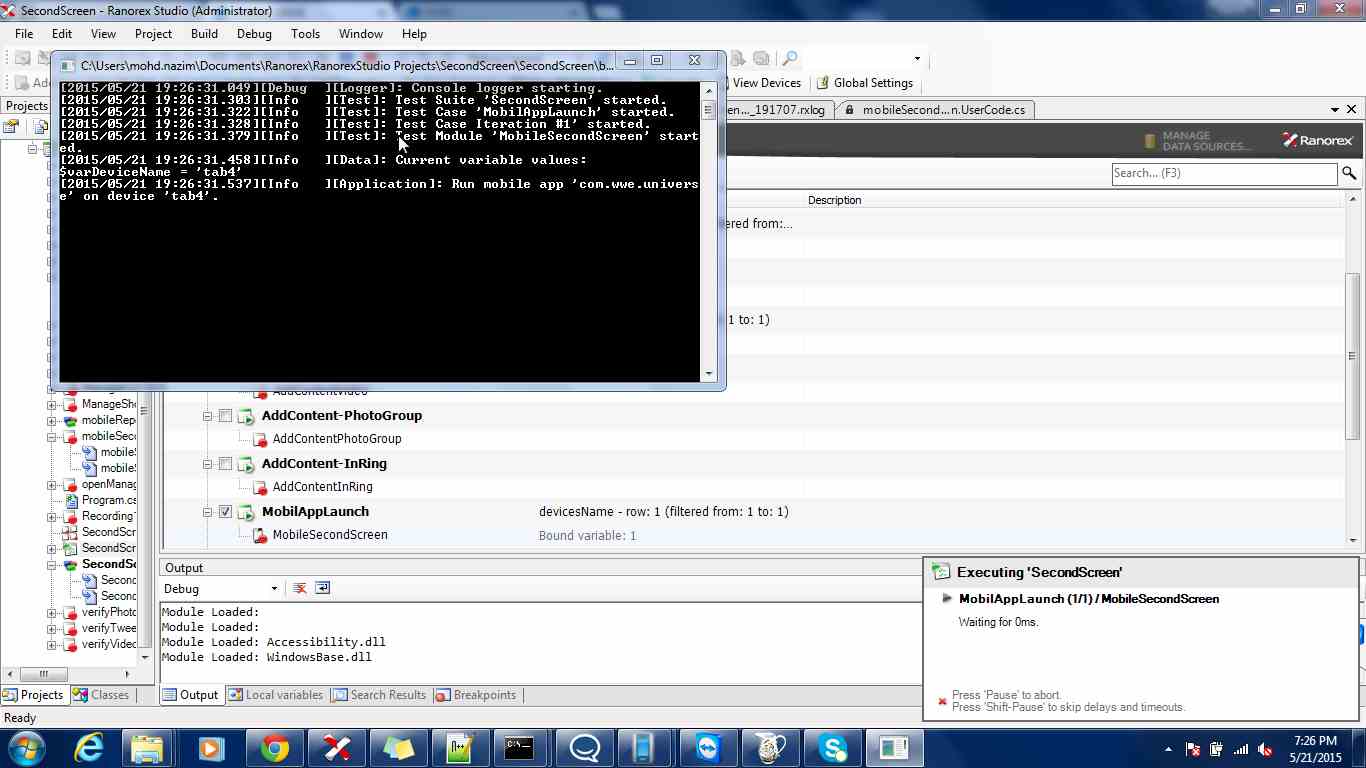 SecondScreen - Ranorex Studio (Administrator)
File Edit View Project Build Debug Tools Window Help
C:\Users\mohd.nazim\Documents\Ranorex\RanorexStudio Projects\SecondScreen\SecondScreen\b...
View Devices Global Settings
Add
Projects
en..._191707.rxlog mobileSecond....n.UserCode.cs
[2015/05/21 19:26:31.049][Debug ][Logger]: Console logger starting.
[2015/05/21 19:26:31.303][Info ][Test]: Test Suite 'SecondScreen' started.
[2015/05/21 19:26:31.322][Info ][Test]: Test Case 'MobilAppLaunch' started.
[2015/05/21 19:26:31.328][Info ][Test]: Test Case Iteration #1' started.
[2015/05/21 19:26:31.379][Info ][Test]: Test Module 'MobileSecondScreen' start
ed.
[2015/05/21 19:26:31.458][Info ][Data]: Current variable values:
$varDeviceName = 'tab4'
[2015/05/21 19:26:31.537][Info ][Application]: Run mobile app 'com.wwe.univers
e' on device 'tab4'.
MANAGE
DATA SOURCES...
Ranorex
Search... (F3)
Description
ered from:...
1 to: 1)
AddContentVideo
AddContent-PhotoGroup
AddContentPhotoGroup
AddContent-InRing
AddContentInRing
MobilAppLaunch devicesName - row: 1 (filtered from: 1 to: 1)
MobileSecondScreen Bound variable: 1
ManageSho
mobileRep
mobileSeco
mobileS
mobileS
openManag
Program.cs
RecordingT
SecondScr
SecondScr
SecondSc
Second
Second
verifyPhoto
verifyTwee
verifyVideo
Projects Classes
Output
Debug
Module Loaded:
Module Loaded:
Module Loaded: Accessibility.dll
Module Loaded: WindowsBase.dll
Output Local variables Search Results Breakpoints
Executing 'SecondScreen'
MobilAppLaunch (1/1) / MobileSecondScreen
Waiting for 0ms.
Press 'Pause' to abort.
Press 'Shift-Pause' to skip delays and timeouts.
Ready
7:26 PM
5/21/2015